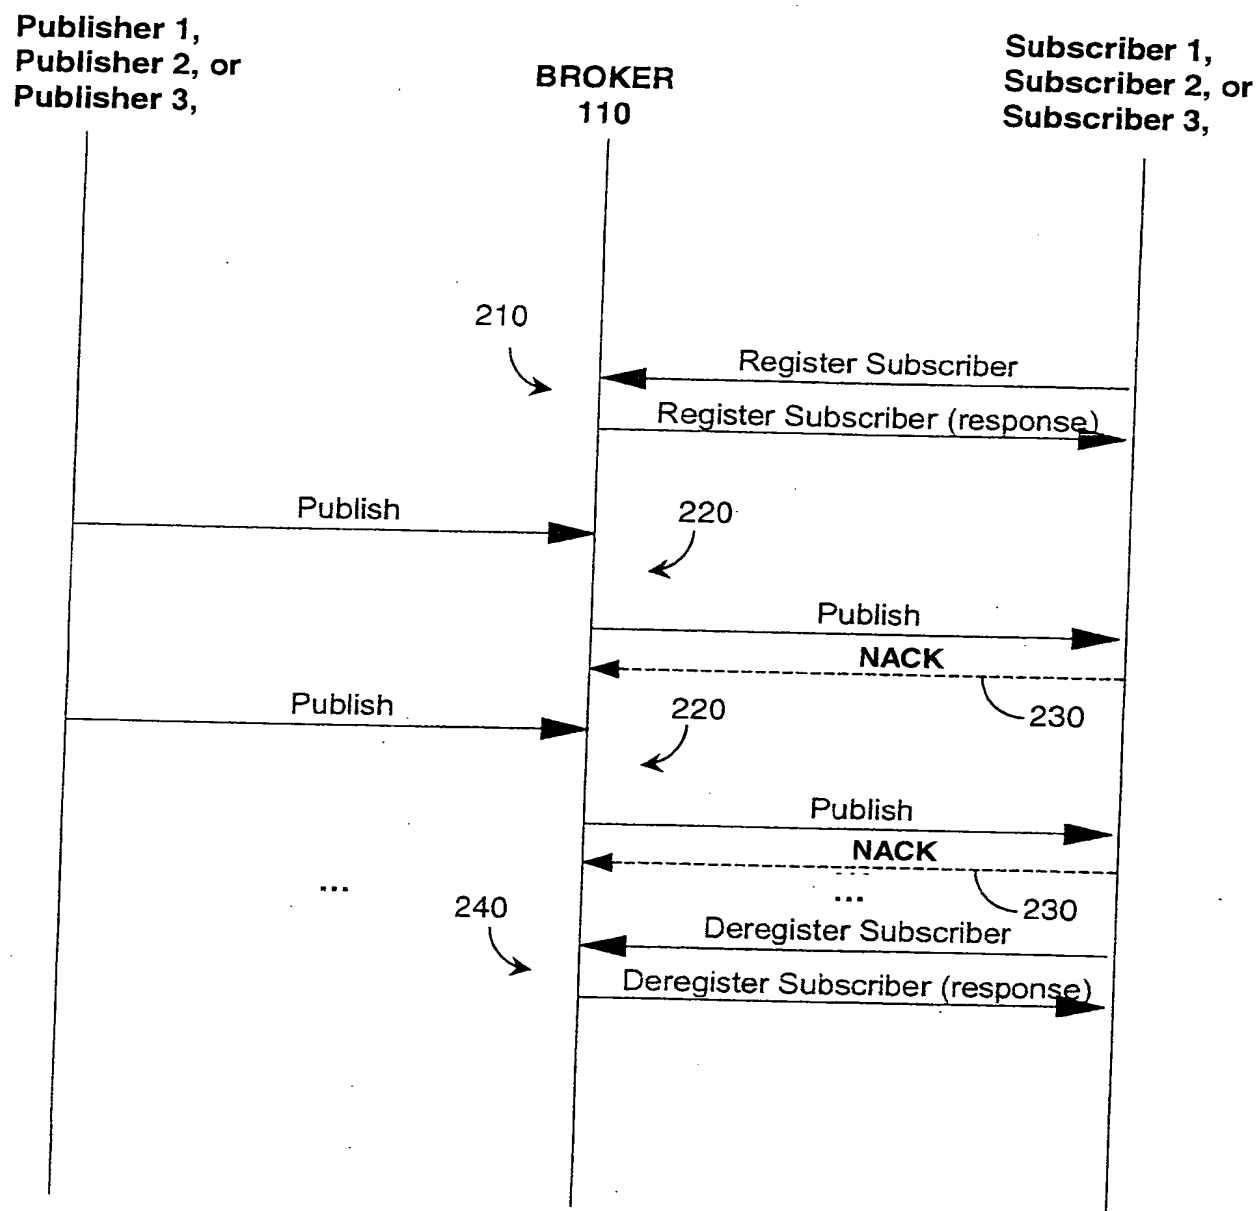 Publisher 1,
Publisher 2, or
Publisher 3,
BROKER
110
Subscriber 1,
Subscriber 2, or
Subscriber 3,
210
Register Subscriber
Register Subscriber (response)
Publish
220
Publish
NACK
230
Publish
220
Publish
NACK
230
...
...
240
Deregister Subscriber
Deregister Subscriber (response)